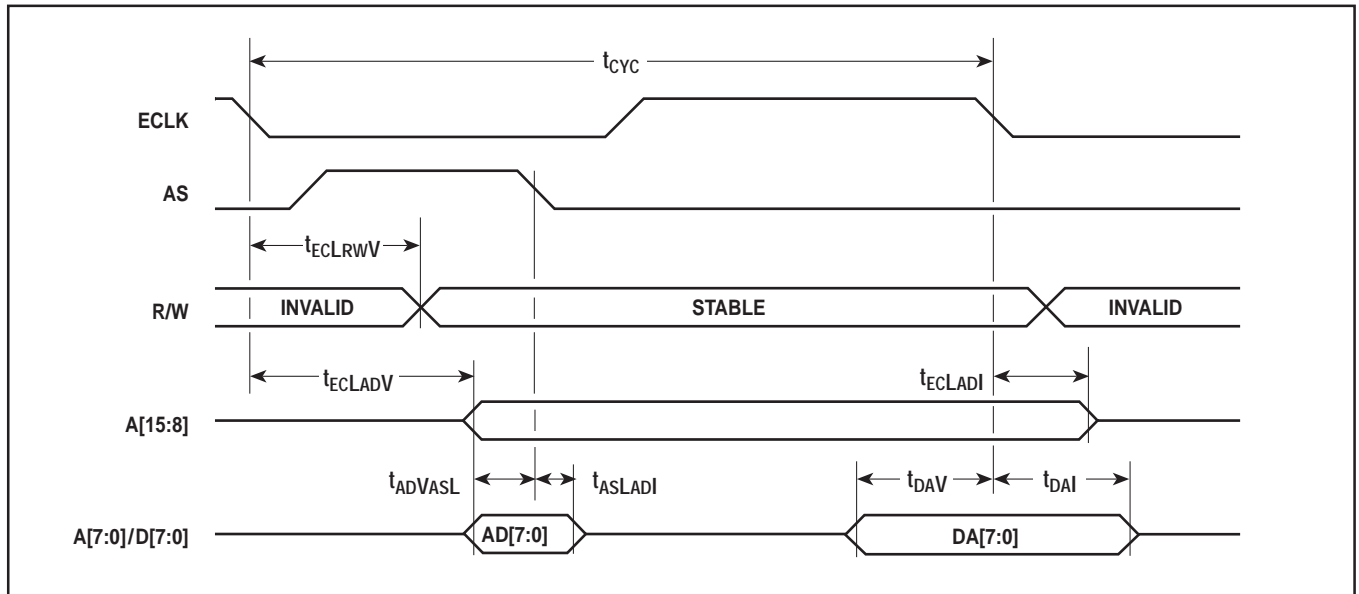 tCYC
ECLK
AS
tECLRWV
R/W INVALID STABLE INVALID
tECLADV tECLADI
A[15:8]
tADVASL tASLADI tDAV tDAI
A[7:0]/D[7:0] AD[7:0] DA[7:0]